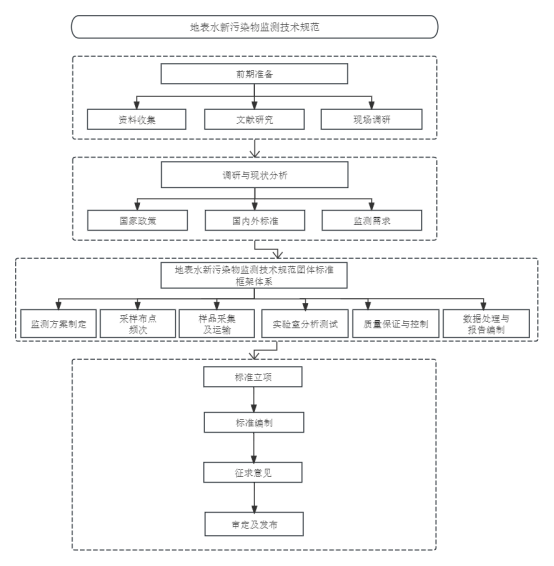 地表水新污染物监测技术规范
前期准备
资料收集
文献研究
现场调研
调研与现状分析
国家政策
国内外标准
监测需求
地表水新污染物监测技术规范团体标准
框架体系
监测方案制定
采样布点
频次
样品采集
及运输
实验室分析测试
质量保证与控制
数据处理与
报告编制
标准立项
标准编制
征求意见
审定及发布